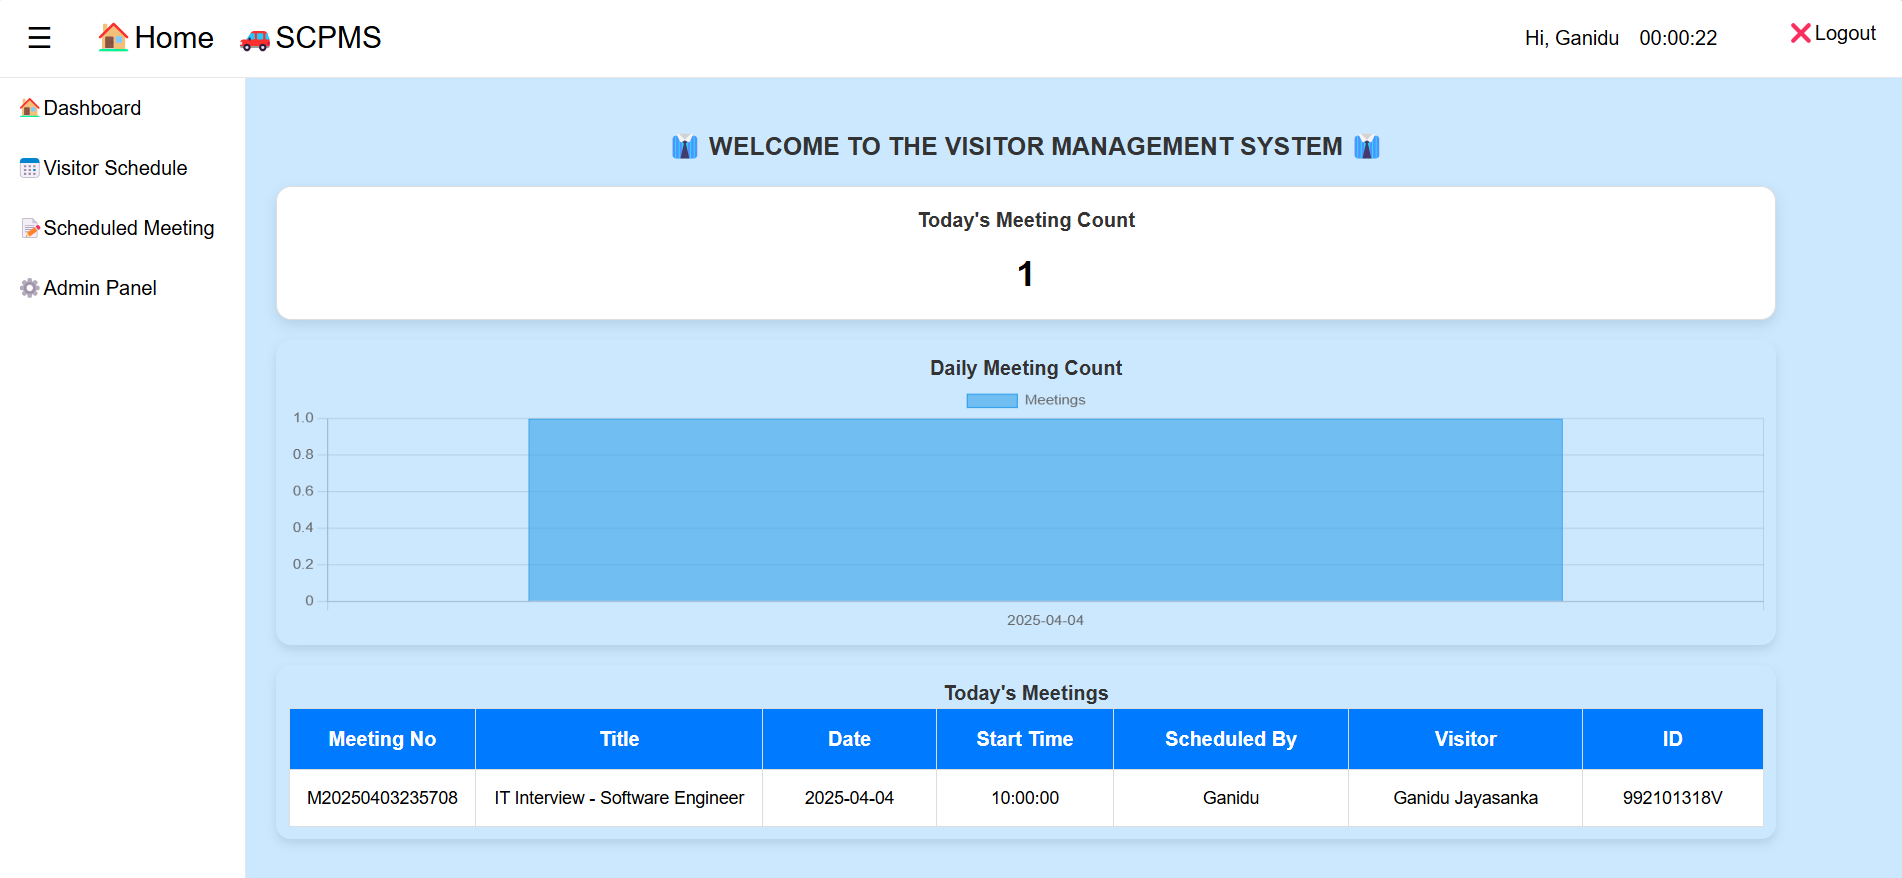 ☰ Home SCPMS Hi, Ganidu 00:00:22 Logout
Dashboard
Visitor Schedule
Scheduled Meeting
Admin Panel
WELCOME TO THE VISITOR MANAGEMENT SYSTEM
Today's Meeting Count
1
Daily Meeting Count
Meetings
1.0
0.8
0.6
0.4
0.2
0
2025-04-04
Today's Meetings
Meeting No Title Date Start Time Scheduled By Visitor ID
M20250403235708 IT Interview - Software Engineer 2025-04-04 10:00:00 Ganidu Ganidu Jayasanka 992101318V